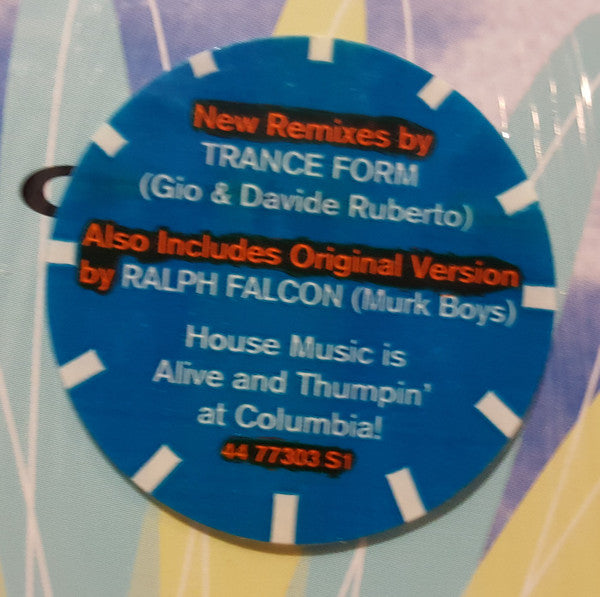 New Remixes by
TRANCE FORM
(Gio & Davide Ruberto)
Also Includes Original Version
by RALPH FALCON (Murk Boys)
House Music is
Alive and Thumpin'
at Columbia!
44 77303 S1